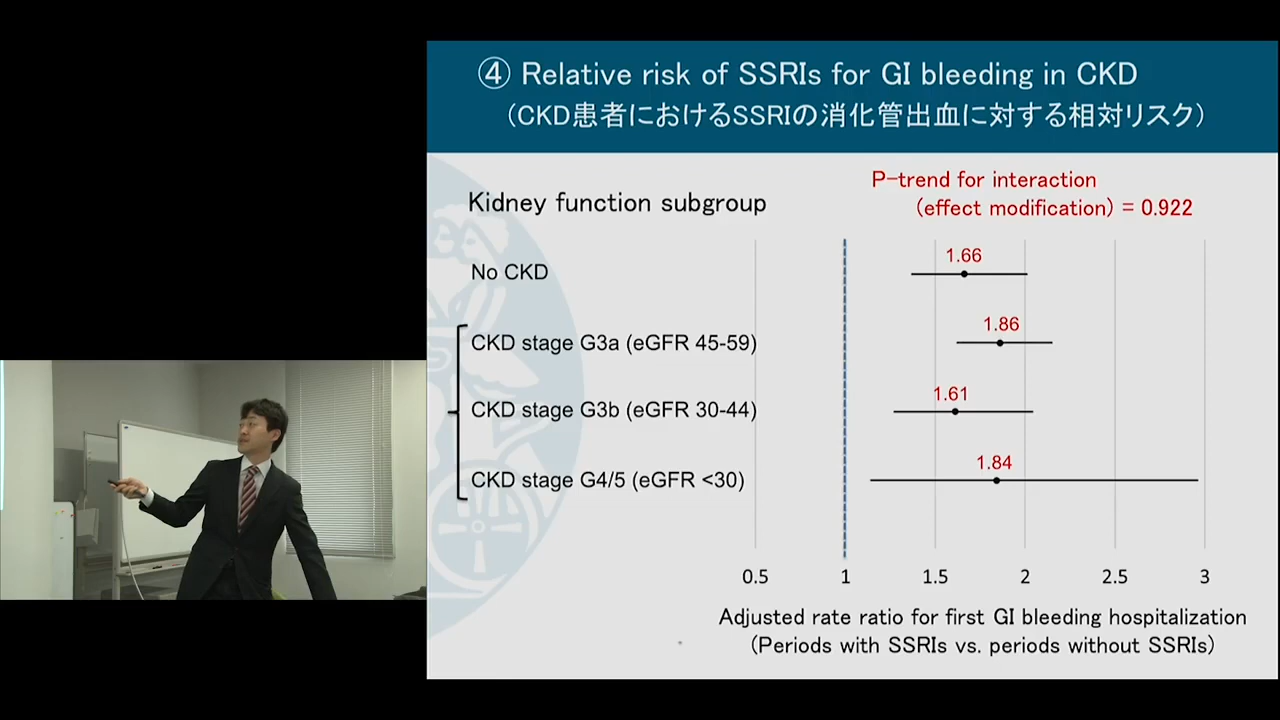 ④ Relative risk of SSRIs for GI bleeding in CKD
（CKD患者におけるSSRIの消化管出血に対する相対リスク）
Kidney function subgroup
P-trend for interaction
(effect modification) = 0.922
No CKD
1.66
CKD stage G3a (eGFR 45-59)
1.86
CKD stage G3b (eGFR 30-44)
1.61
CKD stage G4/5 (eGFR <30)
1.84
0.5 1 1.5 2 2.5 3
Adjusted rate ratio for first GI bleeding hospitalization
(Periods with SSRIs vs. periods without SSRIs)